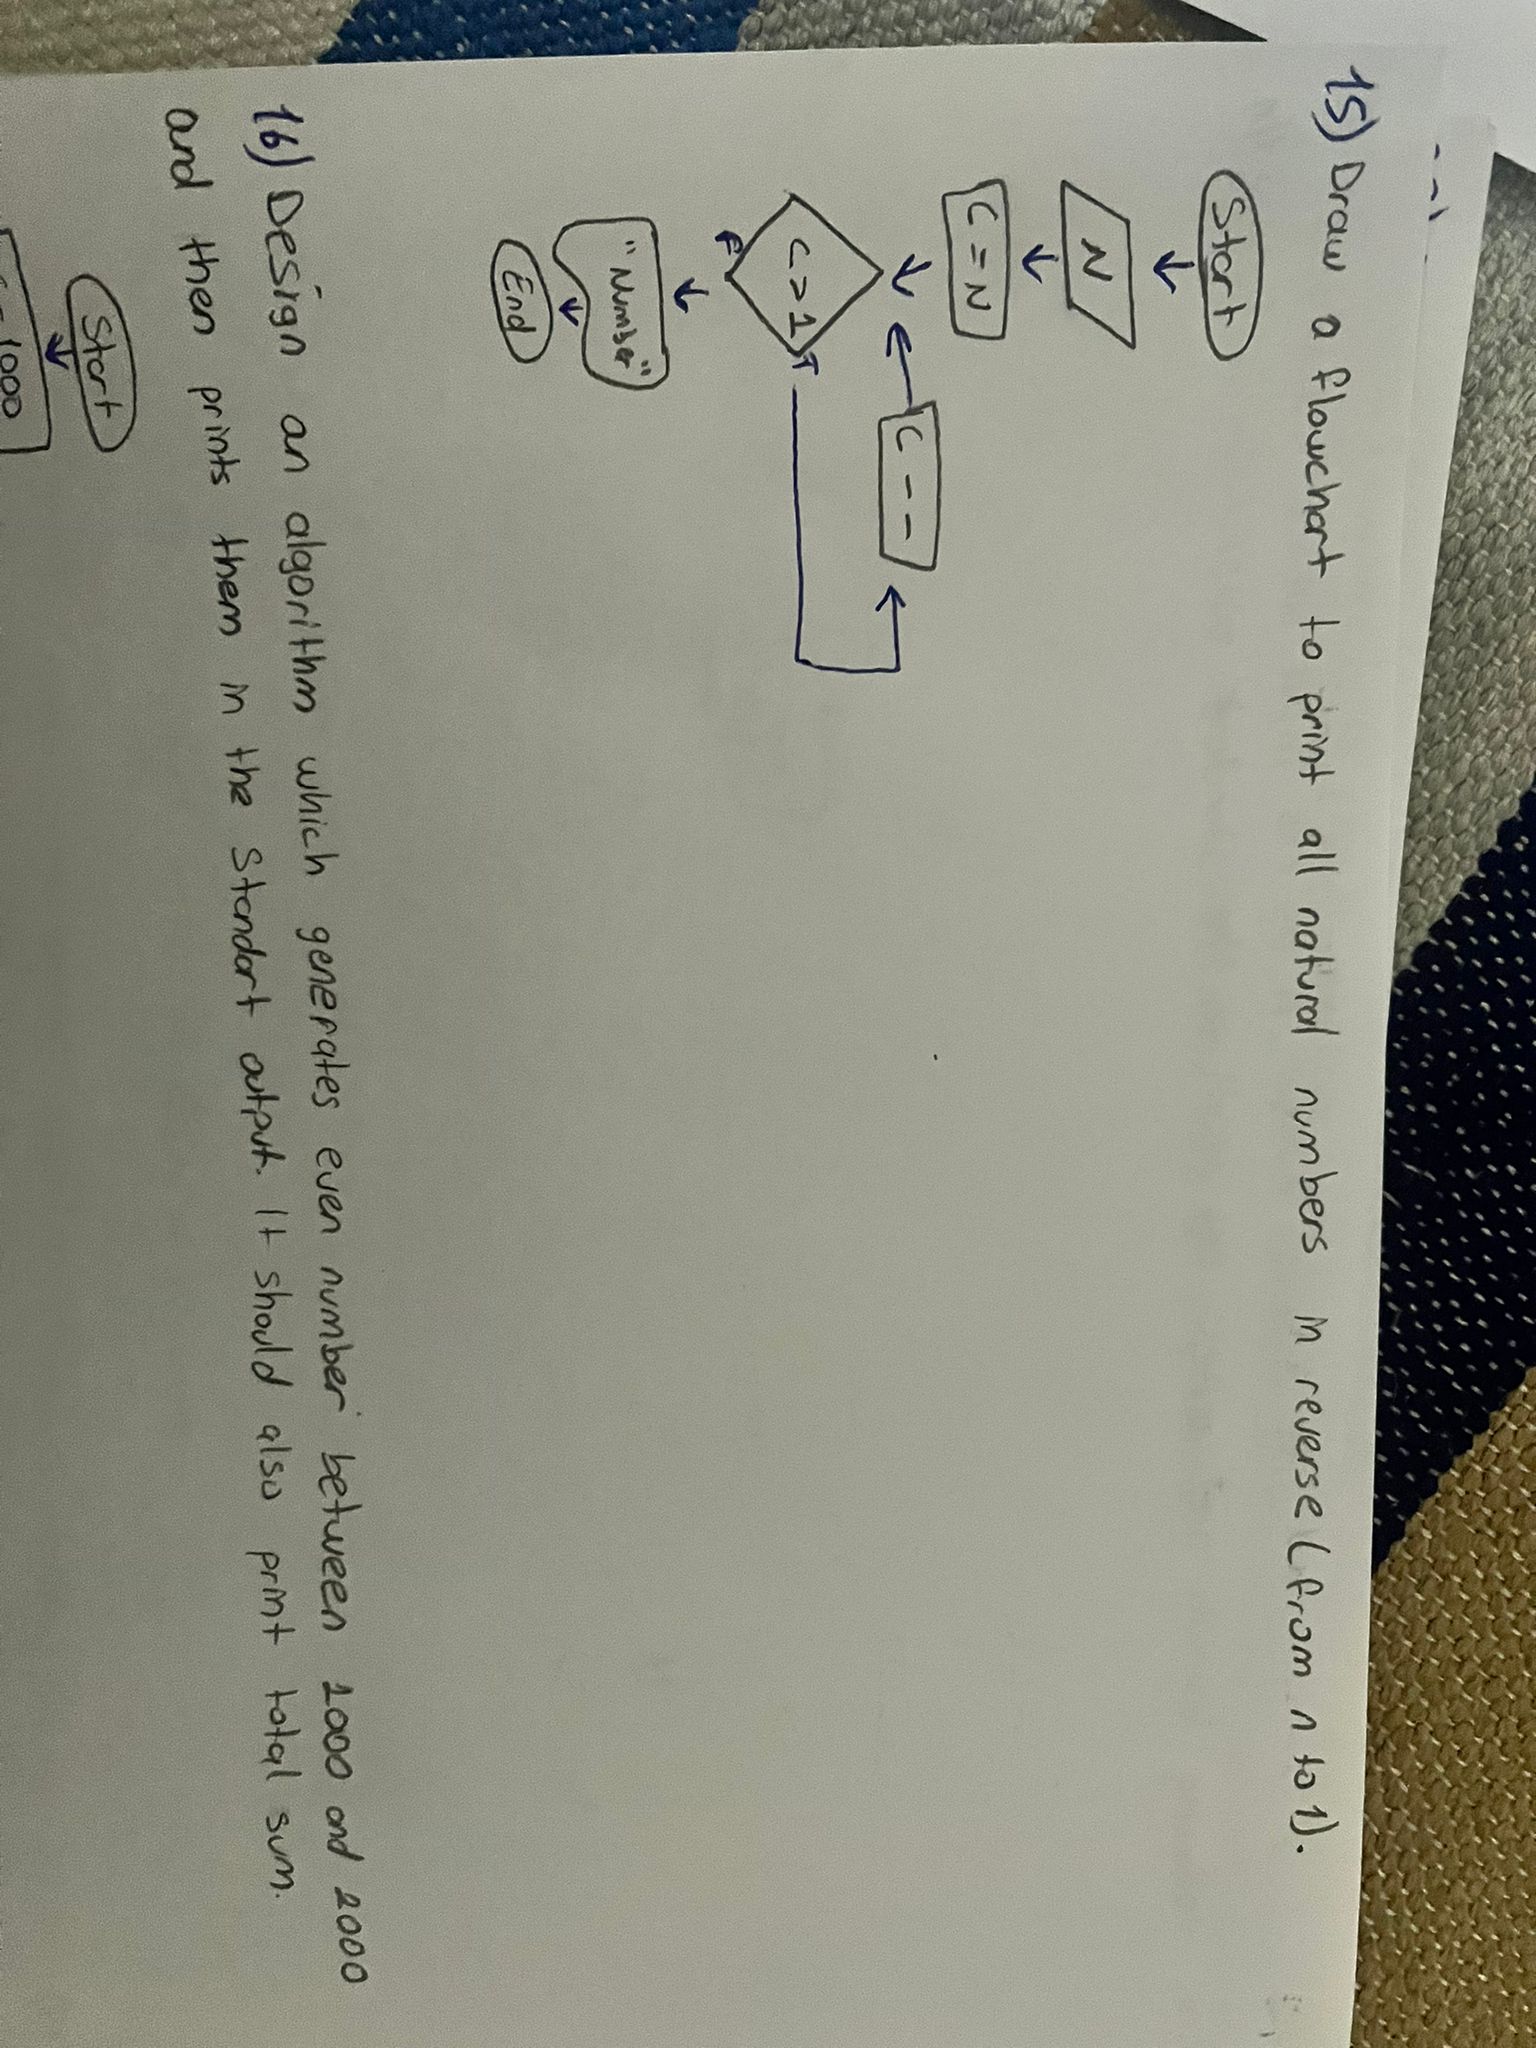 15) Draw a flowchart to print all natural numbers in reverse (from n to 1).
Start
N
C = N
C --
C > 1
T
F
"Number"
End
16) Design an algorithm which generates even number between 1000 and 2000
and then prints them in the standart output. It should also print total sum.
Start
1000